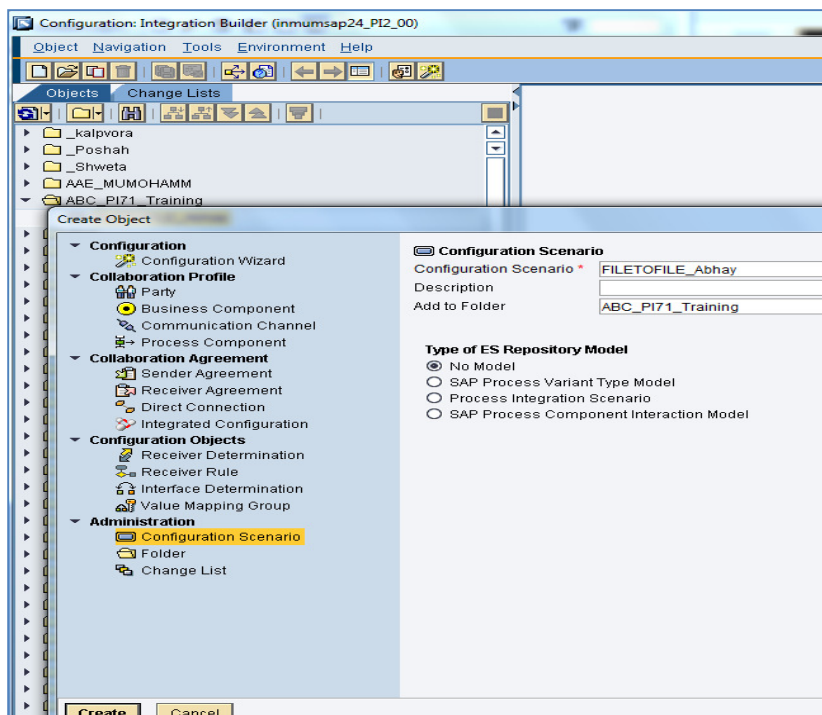 Configuration: Integration Builder (inmumsap24_PI2_00)
Object Navigation Tools Environment Help
Objects Change Lists
_kalpvora
_Poshah
_Shweta
AAE_MUMOHAMM
ABC_PI71_Training
Create Object
Configuration
Configuration Wizard
Collaboration Profile
Party
Business Component
Communication Channel
Process Component
Collaboration Agreement
Sender Agreement
Receiver Agreement
Direct Connection
Integrated Configuration
Configuration Objects
Receiver Determination
Receiver Rule
Interface Determination
Value Mapping Group
Administration
Configuration Scenario
Folder
Change List
Configuration Scenario
Configuration Scenario * FILETOFILE_Abhay
Description
Add to Folder ABC_PI71_Training
Type of ES Repository Model
No Model
SAP Process Variant Type Model
Process Integration Scenario
SAP Process Component Interaction Model
Create Cancel